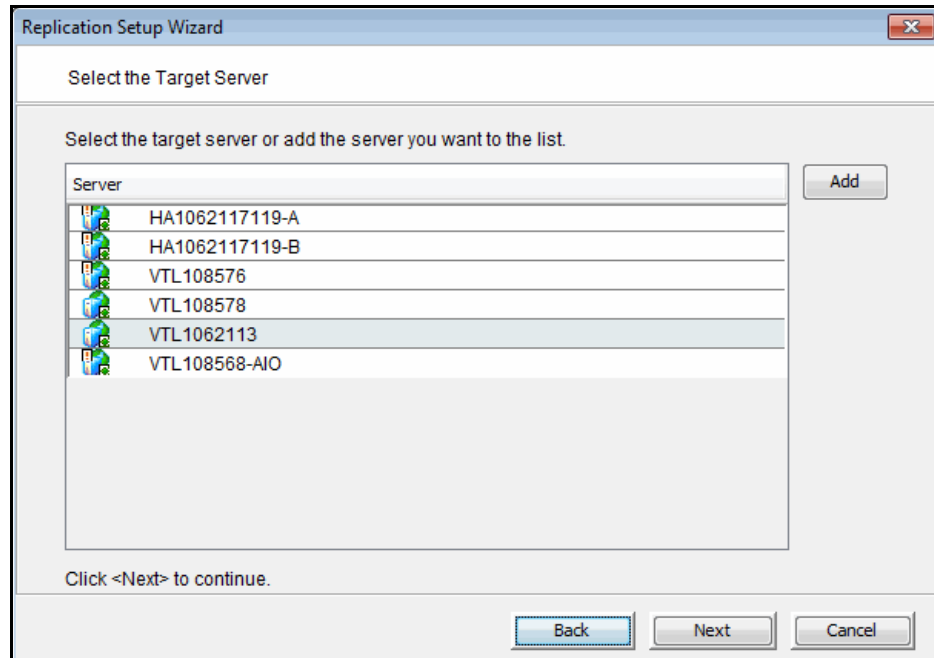 Replication Setup Wizard
Select the Target Server
Select the target server or add the server you want to the list.
Server
Add
HA1062117119-A
HA1062117119-B
VTL108576
VTL108578
VTL1062113
VTL108568-AIO
Click <Next> to continue.
Back
Next
Cancel